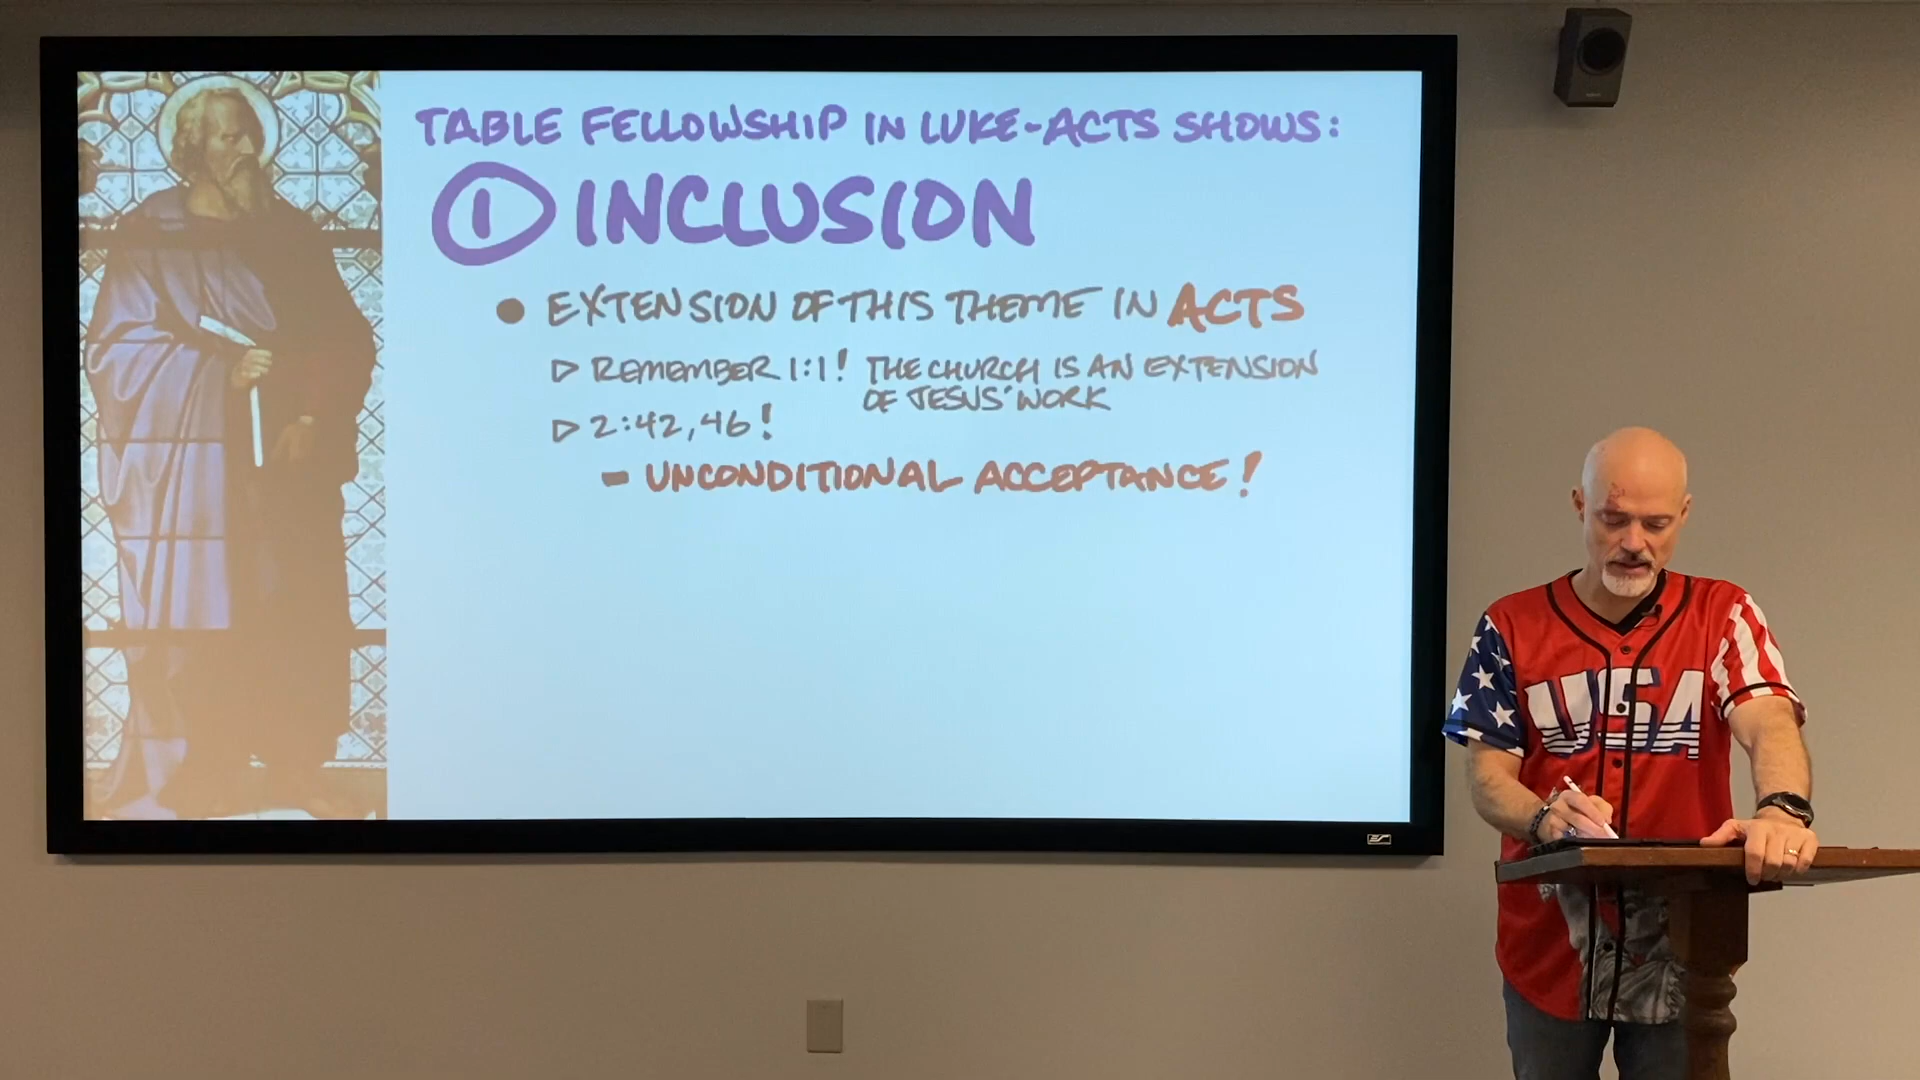 TABLE FELLOWSHIP IN LUKE-ACTS SHOWS:
1 INCLUSION
• EXTENSION OF THIS THEME IN ACTS
▷ REMEMBER 1:1! THE CHURCH IS AN EXTENSION
OF JESUS' WORK
▷ 2:42,46!
- UNCONDITIONAL ACCEPTANCE!
USA